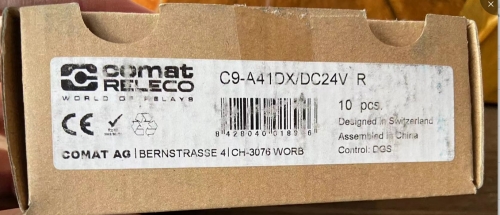 comat
RELECO
WORLD OF RELAYS
C9-A41DX/DC24V R
10 pcs.
Designed in Switzerland
Assembled in China
Control: DGS
CE
COMAT AG | BERNSTRASSE 4 | CH-3076 WORB